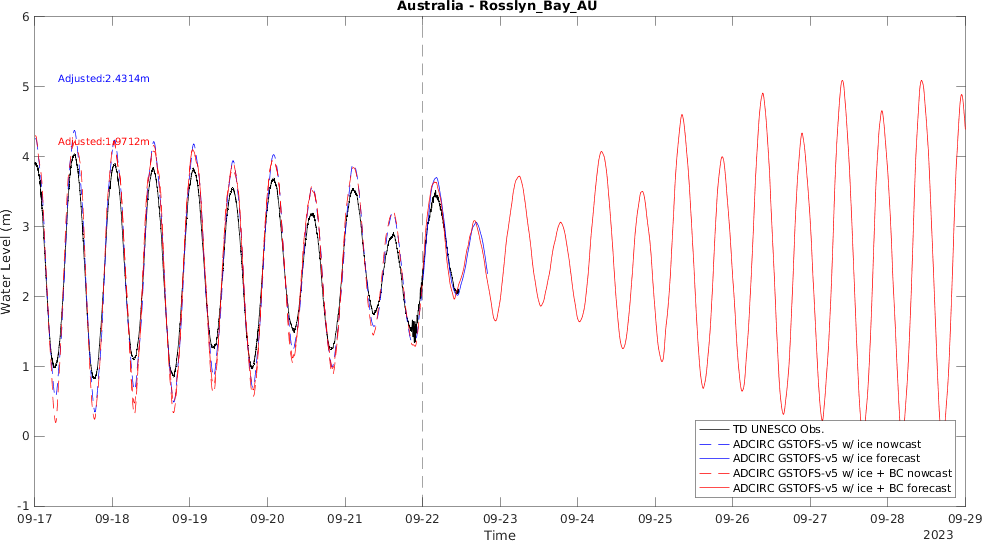 Australia - Rosslyn_Bay_AU
6
5
4
3
2
1
0
-1
Water Level (m)
Adjusted:2.4314m
Adjusted:1.9712m
TD UNESCO Obs.
ADCIRC GSTOFS-v5 w/ ice nowcast
ADCIRC GSTOFS-v5 w/ ice forecast
ADCIRC GSTOFS-v5 w/ ice + BC nowcast
ADCIRC GSTOFS-v5 w/ ice + BC forecast
09-17 09-18 09-19 09-20 09-21 09-22 09-23 09-24 09-25 09-26 09-27 09-28 09-29
Time
2023